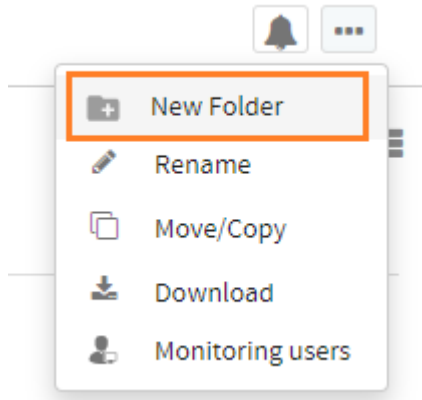 New Folder
Rename
Move/Copy
Download
Monitoring users